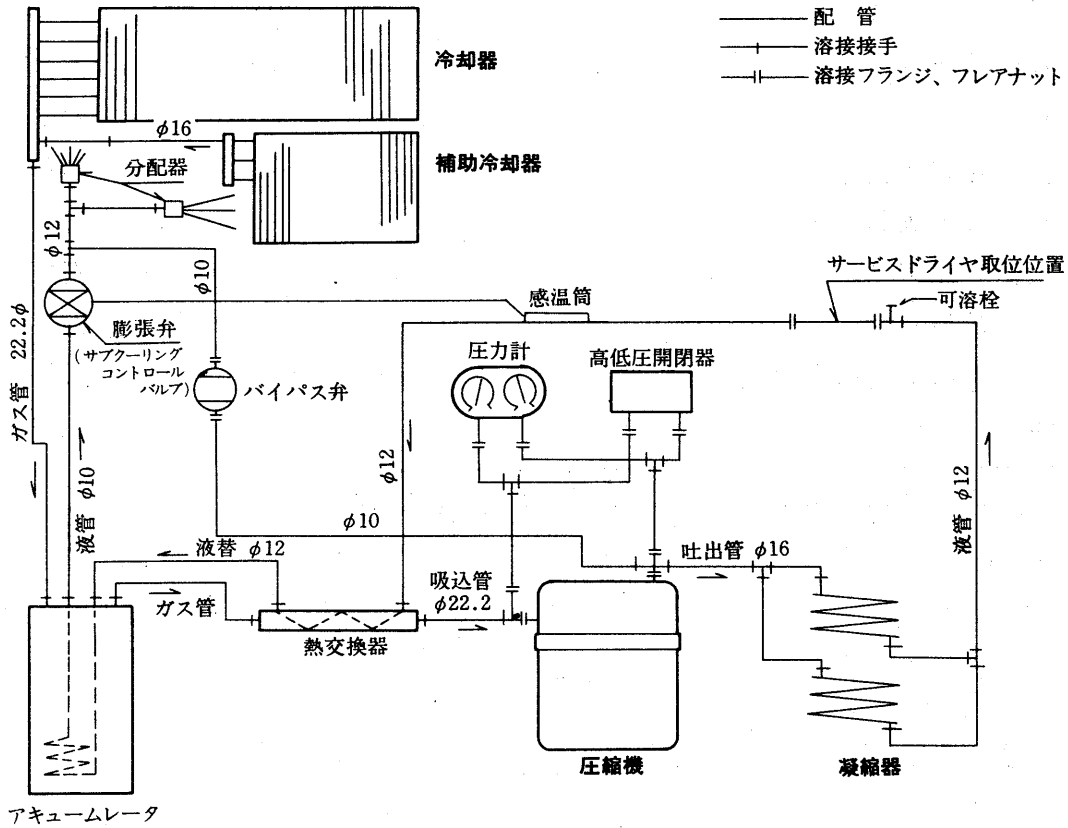 配 管
溶接接手
溶接フランジ、フレアナット
冷却器
φ16
補助冷却器
分配器
φ12
φ10
サービスドライヤ取位位置
可溶栓
感温筒
膨張弁
(サブクーリング
コントロール
バルブ)
バイパス弁
圧力計
高低圧開閉器
ガス管 22.2φ
液管 φ10
φ12
φ10
液管 φ12
液替 φ12
ガス管
吸込管
φ22.2
吐出管 φ16
熱交換器
圧縮機
凝縮器
アキュームレータ